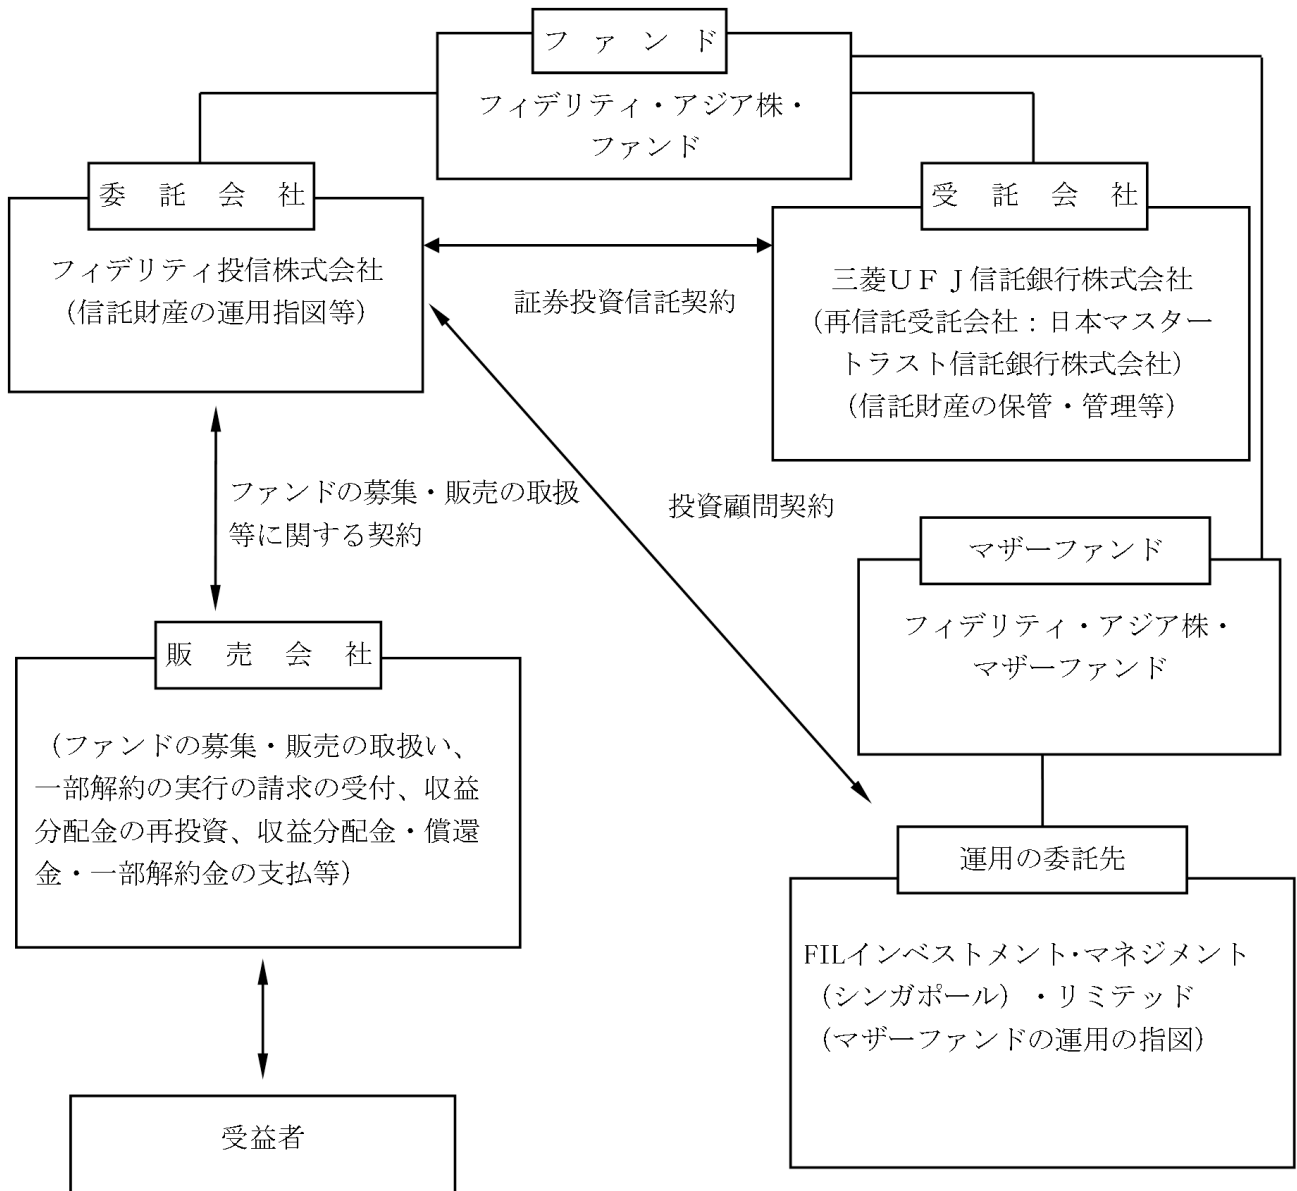 ファンド
フィデリティ・アジア株・
ファンド
委託会社
フィデリティ投信株式会社
（信託財産の運用指図等）
証券投資信託契約
受託会社
三菱ＵＦＪ信託銀行株式会社
（再信託受託会社：日本マスター
トラスト信託銀行株式会社）
（信託財産の保管・管理等）
ファンドの募集・販売の取扱
等に関する契約
投資顧問契約
マザーファンド
フィデリティ・アジア株・
マザーファンド
販売会社
（ファンドの募集・販売の取扱い、
一部解約の実行の請求の受付、収益
分配金の再投資、収益分配金・償還
金・一部解約金の支払等）
運用の委託先
FILインベストメント・マネジメント
（シンガポール）・リミテッド
（マザーファンドの運用の指図）
受益者